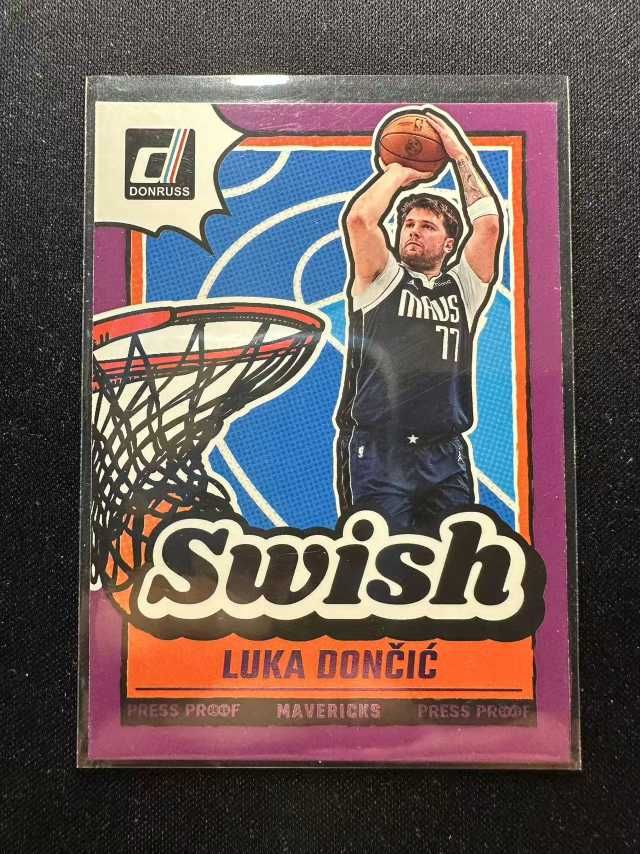 DONRUSS
MAVS
77
Swish
LUKA DONČIĆ
PRESS PROOF MAVERICKS PRESS PROOF